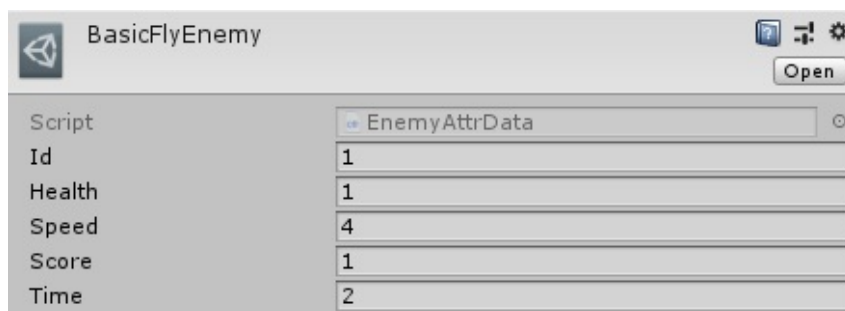 BasicFlyEnemy
Open
Script EnemyAttrData
Id 1
Health 1
Speed 4
Score 1
Time 2